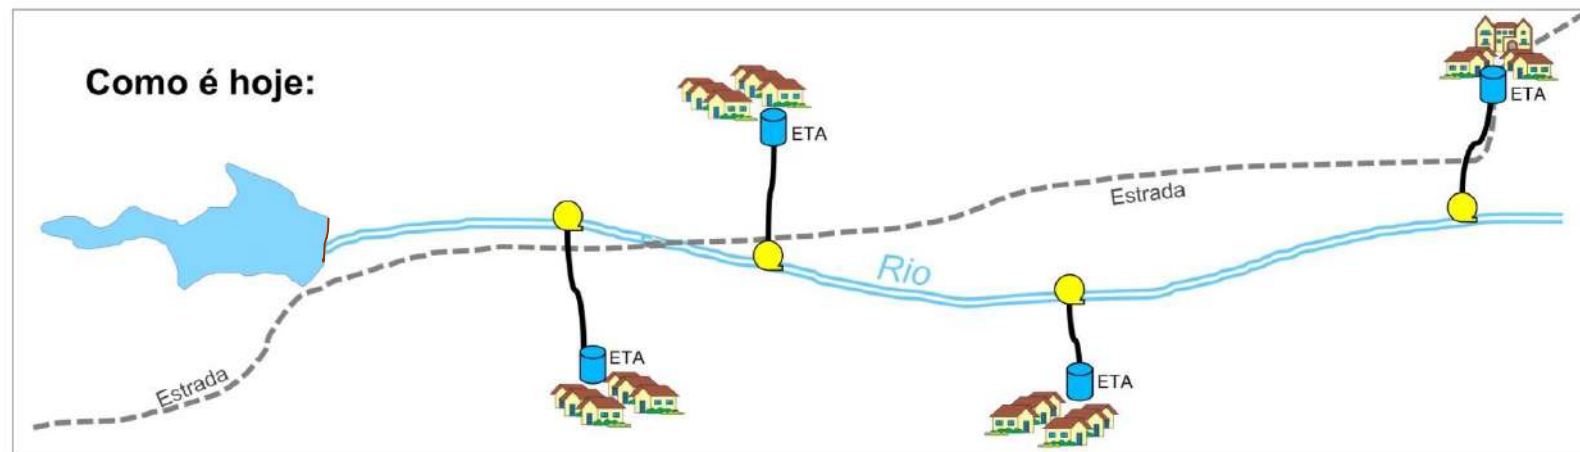 Como é hoje:
ETA
ETA
Estrada
Rio
ETA
Estrada
ETA